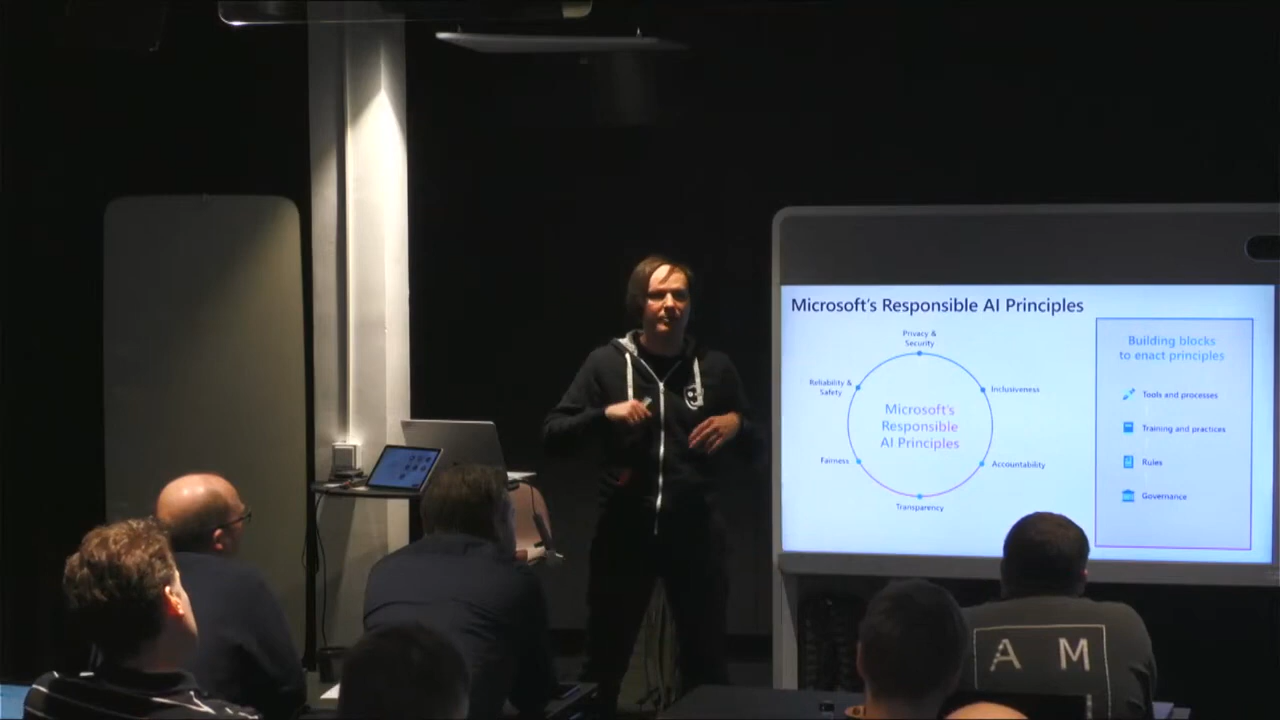 Microsoft's Responsible AI Principles
Privacy &
Security
Reliability &
Safety
Inclusiveness
Microsoft's
Responsible
AI Principles
Fairness
Accountability
Transparency
Building blocks
to enact principles
Tools and processes
Training and practices
Rules
Governance
A M